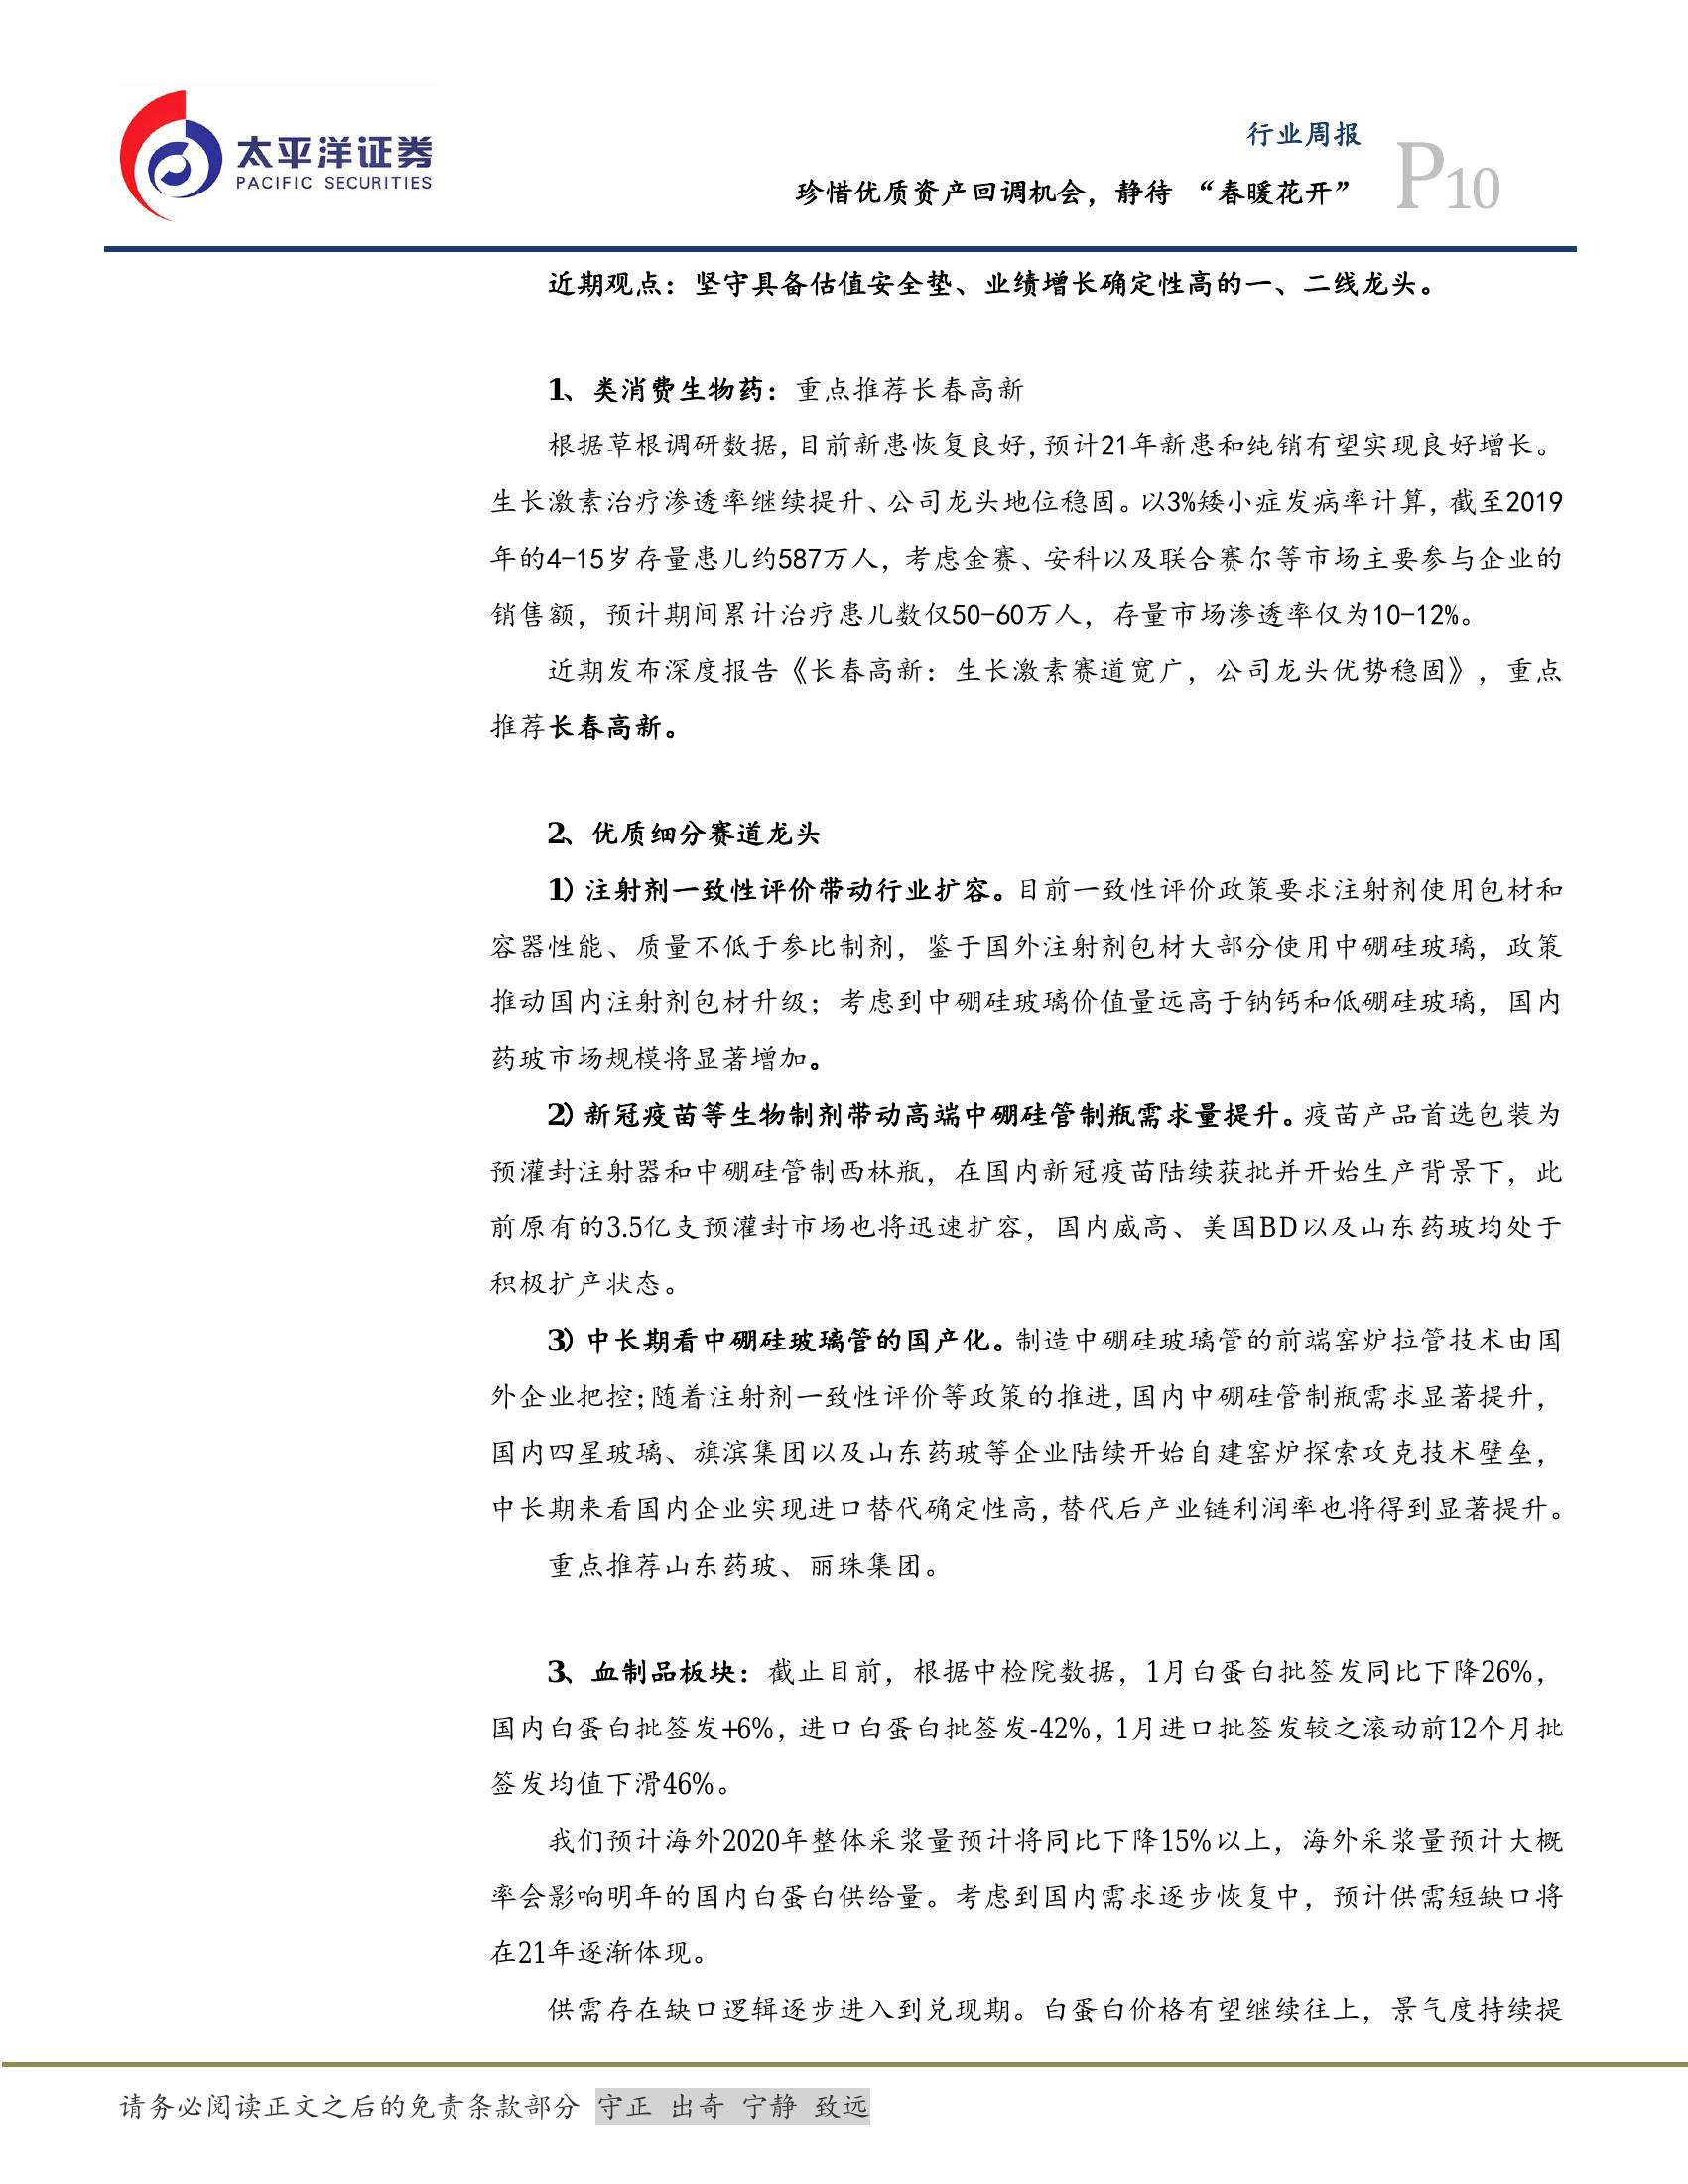 太平洋证券
PACIFIC SECURITIES
行业周报
珍惜优质资产回调机会，静待 “春暖花开”
P10
近期观点：坚守具备估值安全垫、业绩增长确定性高的一、二线龙头。
1、类消费生物药：重点推荐长春高新
根据草根调研数据，目前新患恢复良好，预计21年新患和纯销有望实现良好增长。
生长激素治疗渗透率继续提升、公司龙头地位稳固。以3%矮小症发病率计算，截至2019
年的4-15岁存量患儿约587万人，考虑金赛、安科以及联合赛尔等市场主要参与企业的
销售额，预计期间累计治疗患儿数仅50-60万人，存量市场渗透率仅为10-12%。
近期发布深度报告《长春高新：生长激素赛道宽广，公司龙头优势稳固》，重点
推荐长春高新。
2、优质细分赛道龙头
1）注射剂一致性评价带动行业扩容。目前一致性评价政策要求注射剂使用包材和
容器性能、质量不低于参比制剂，鉴于国外注射剂包材大部分使用中硼硅玻璃，政策
推动国内注射剂包材升级；考虑到中硼硅玻璃价值量远高于钠钙和低硼硅玻璃，国内
药玻市场规模将显著增加。
2）新冠疫苗等生物制剂带动高端中硼硅管制瓶需求量提升。疫苗产品首选包装为
预灌封注射器和中硼硅管制西林瓶，在国内新冠疫苗陆续获批并开始生产背景下，此
前原有的3.5亿支预灌封市场也将迅速扩容，国内威高、美国BD以及山东药玻均处于
积极扩产状态。
3）中长期看中硼硅玻璃管的国产化。制造中硼硅玻璃管的前端窑炉拉管技术由国
外企业把控；随着注射剂一致性评价等政策的推进，国内中硼硅管制瓶需求显著提升，
国内四星玻璃、旗滨集团以及山东药玻等企业陆续开始自建窑炉探索攻克技术壁垒，
中长期来看国内企业实现进口替代确定性高，替代后产业链利润率也将得到显著提升。
重点推荐山东药玻、丽珠集团。
3、血制品板块：截止目前，根据中检院数据，1月白蛋白批签发同比下降26%，
国内白蛋白批签发+6%，进口白蛋白批签发-42%，1月进口批签发较之滚动前12个月批
签发均值下滑46%。
我们预计海外2020年整体采浆量预计将同比下降15%以上，海外采浆量预计大概
率会影响明年的国内白蛋白供给量。考虑到国内需求逐步恢复中，预计供需短缺口将
在21年逐渐体现。
供需存在缺口逻辑逐步进入到兑现期。白蛋白价格有望继续往上，景气度持续提
请务必阅读正文之后的免责条款部分 守正 出奇 宁静 致远